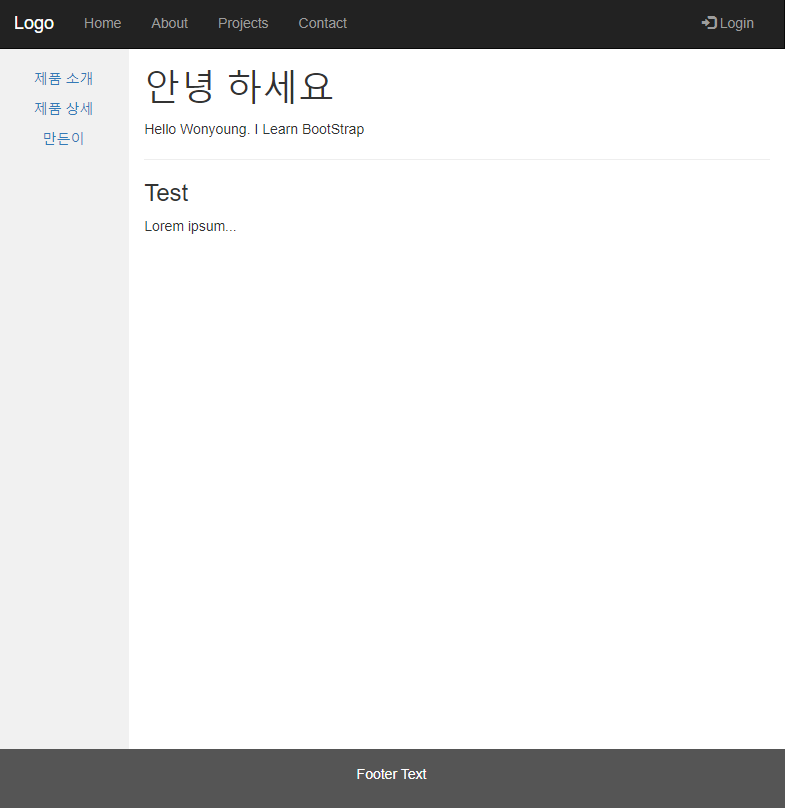 Logo Home About Projects Contact Login
제품 소개
제품 상세
만든이
안녕 하세요
Hello Wonyoung. I Learn BootStrap
Test
Lorem ipsum...
Footer Text